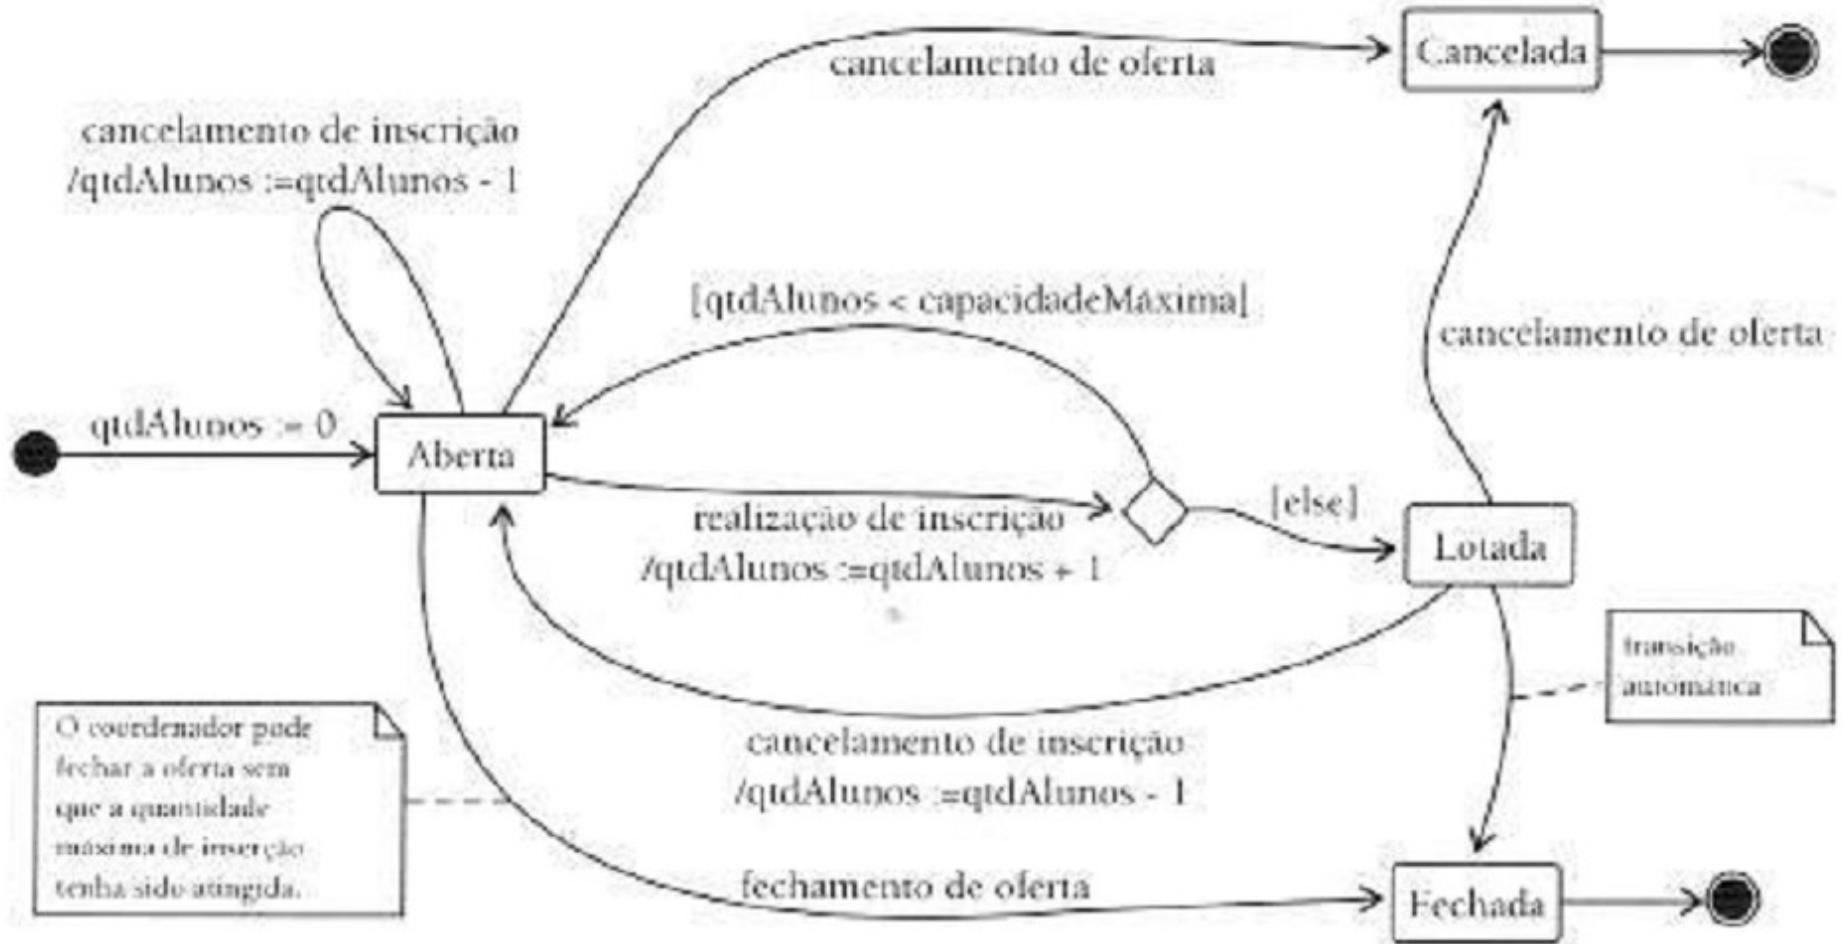 cancelamento de oferta
Cancelada
cancelamento de inscrição
/qtdAlunos :=qtdAlunos - 1
[qtdAlunos < capacidadeMáxima[
cancelamento de oferta
qtdAlunos := 0
Aberta
realização de inscrição
/qtdAlunos :=qtdAlunos + 1
[else]
Lotada
transição
automática
O coordenador pode
fechar a oferta sem
que a quantidade
máxima de inserção
tenha sido atingida.
cancelamento de inscrição
/qtdAlunos :=qtdAlunos - 1
fechamento de oferta
Fechada